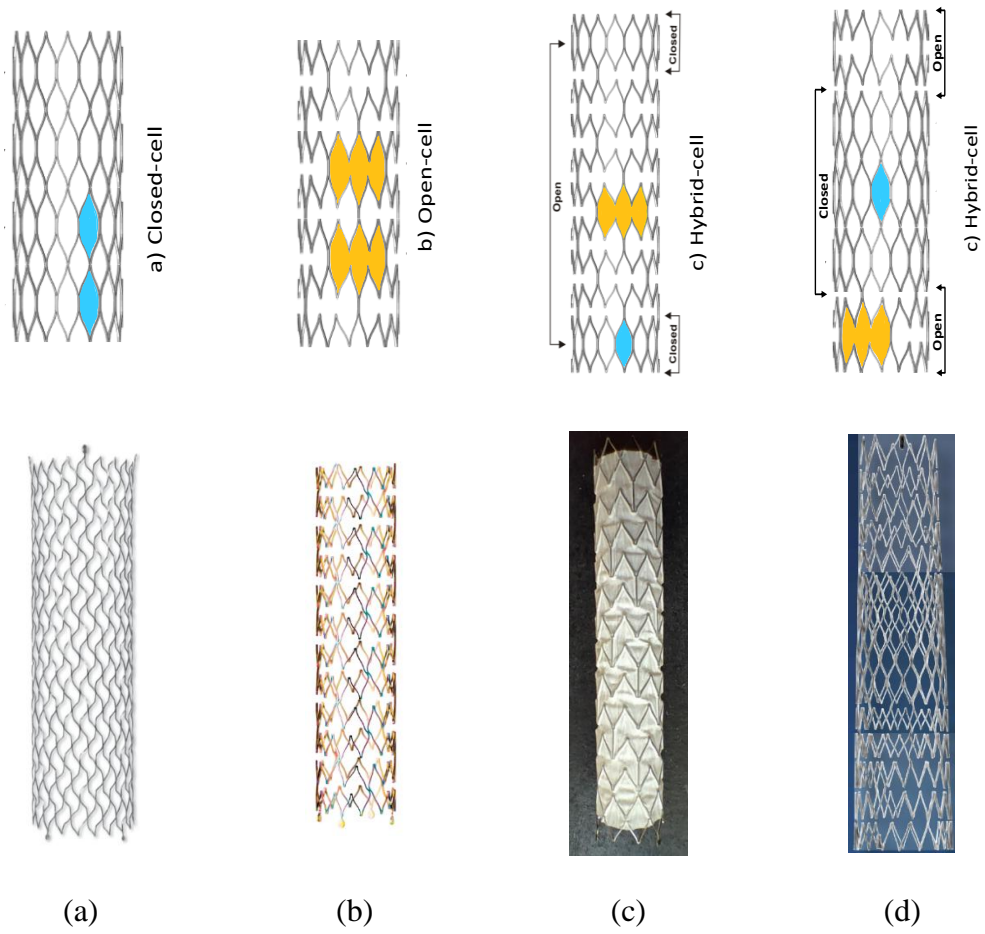 a) Closed-cell
b) Open-cell
Closed
Open
Closed
c) Hybrid-cell
Open
Closed
Open
c) Hybrid-cell
(a)
(b)
(c)
(d)